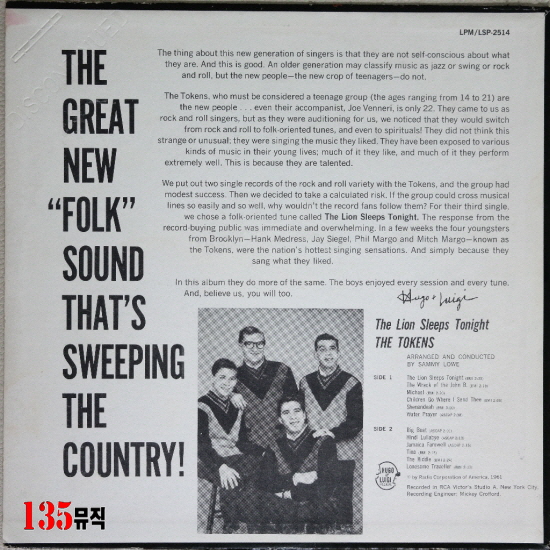 LPM/LSP-2514
THE
GREAT
NEW
“FOLK”
SOUND
THAT'S
SWEEPING
THE
COUNTRY!
The thing about this new generation of singers is that they are not self-conscious about what
they are. And this is good. An older generation may classify music as jazz or swing or rock
and roll, but the new people—the new crop of teenagers—do not.
The Tokens, who must be considered a teenage group (the ages ranging from 14 to 21) are
the new people . . . even their accompanist, Joe Venneri, is only 22. They came to us as
rock and roll singers, but as they were auditioning for us, we noticed that they would switch
from rock and roll to folk-oriented tunes, and even to spirituals! They did not think this
strange or unusual; they were singing the music they liked. They have been exposed to various
kinds of music in their young lives; much of it they like, and much of it they perform
extremely well. This is because they are talented.
We put out two single records of the rock and roll variety with the Tokens, and the group had
modest success. Then we decided to take a calculated risk. If the group could cross musical
lines so easily and so well, why wouldn't the record fans follow them? For their third single,
we chose a folk-oriented tune called The Lion Sleeps Tonight. The response from the
record-buying public was immediate and overwhelming. In a few weeks the four youngsters
from Brooklyn—Hank Medress, Jay Siegel, Phil Margo and Mitch Margo—known as
the Tokens, were the nation's hottest singing sensations. And simply because they
sang what they liked.
In this album they do more of the same. The boys enjoyed every session and every tune.
And, believe us, you will too.
Hugo & Luigi
The Lion Sleeps Tonight
THE TOKENS
ARRANGED AND CONDUCTED
BY SAMMY LOWE
SIDE 1
The Lion Sleeps Tonight
The Wreck of the John B.
Michael
Children Go Where I Send Thee
Shenandoah
Water Prayer
SIDE 2
Big Boat
Hindi Lullabye
Jamaica Farewell
Tina
The Riddle
Lonesome Traveller
HUGO
&
LUIGI
© by Radio Corporation of America, 1961
Recorded in RCA Victor's Studio A, New York City.
Recording Engineer: Mickey Crofford.
135뮤직